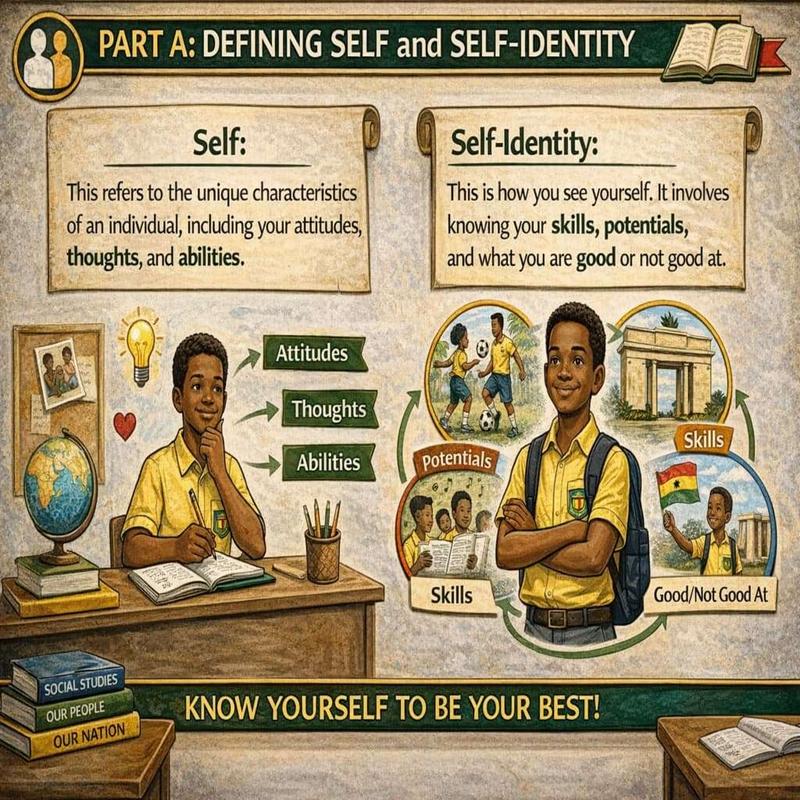 PART A: DEFINING SELF and SELF-IDENTITY
Self:
This refers to the unique characteristics
of an individual, including your attitudes,
thoughts, and abilities.
Self-Identity:
This is how you see yourself. It involves
knowing your skills, potentials,
and what you are good or not good at.
Attitudes
Thoughts
Abilities
Potentials
Skills
Skills
Good/Not Good At
SOCIAL STUDIES
OUR PEOPLE
OUR NATION
KNOW YOURSELF TO BE YOUR BEST!